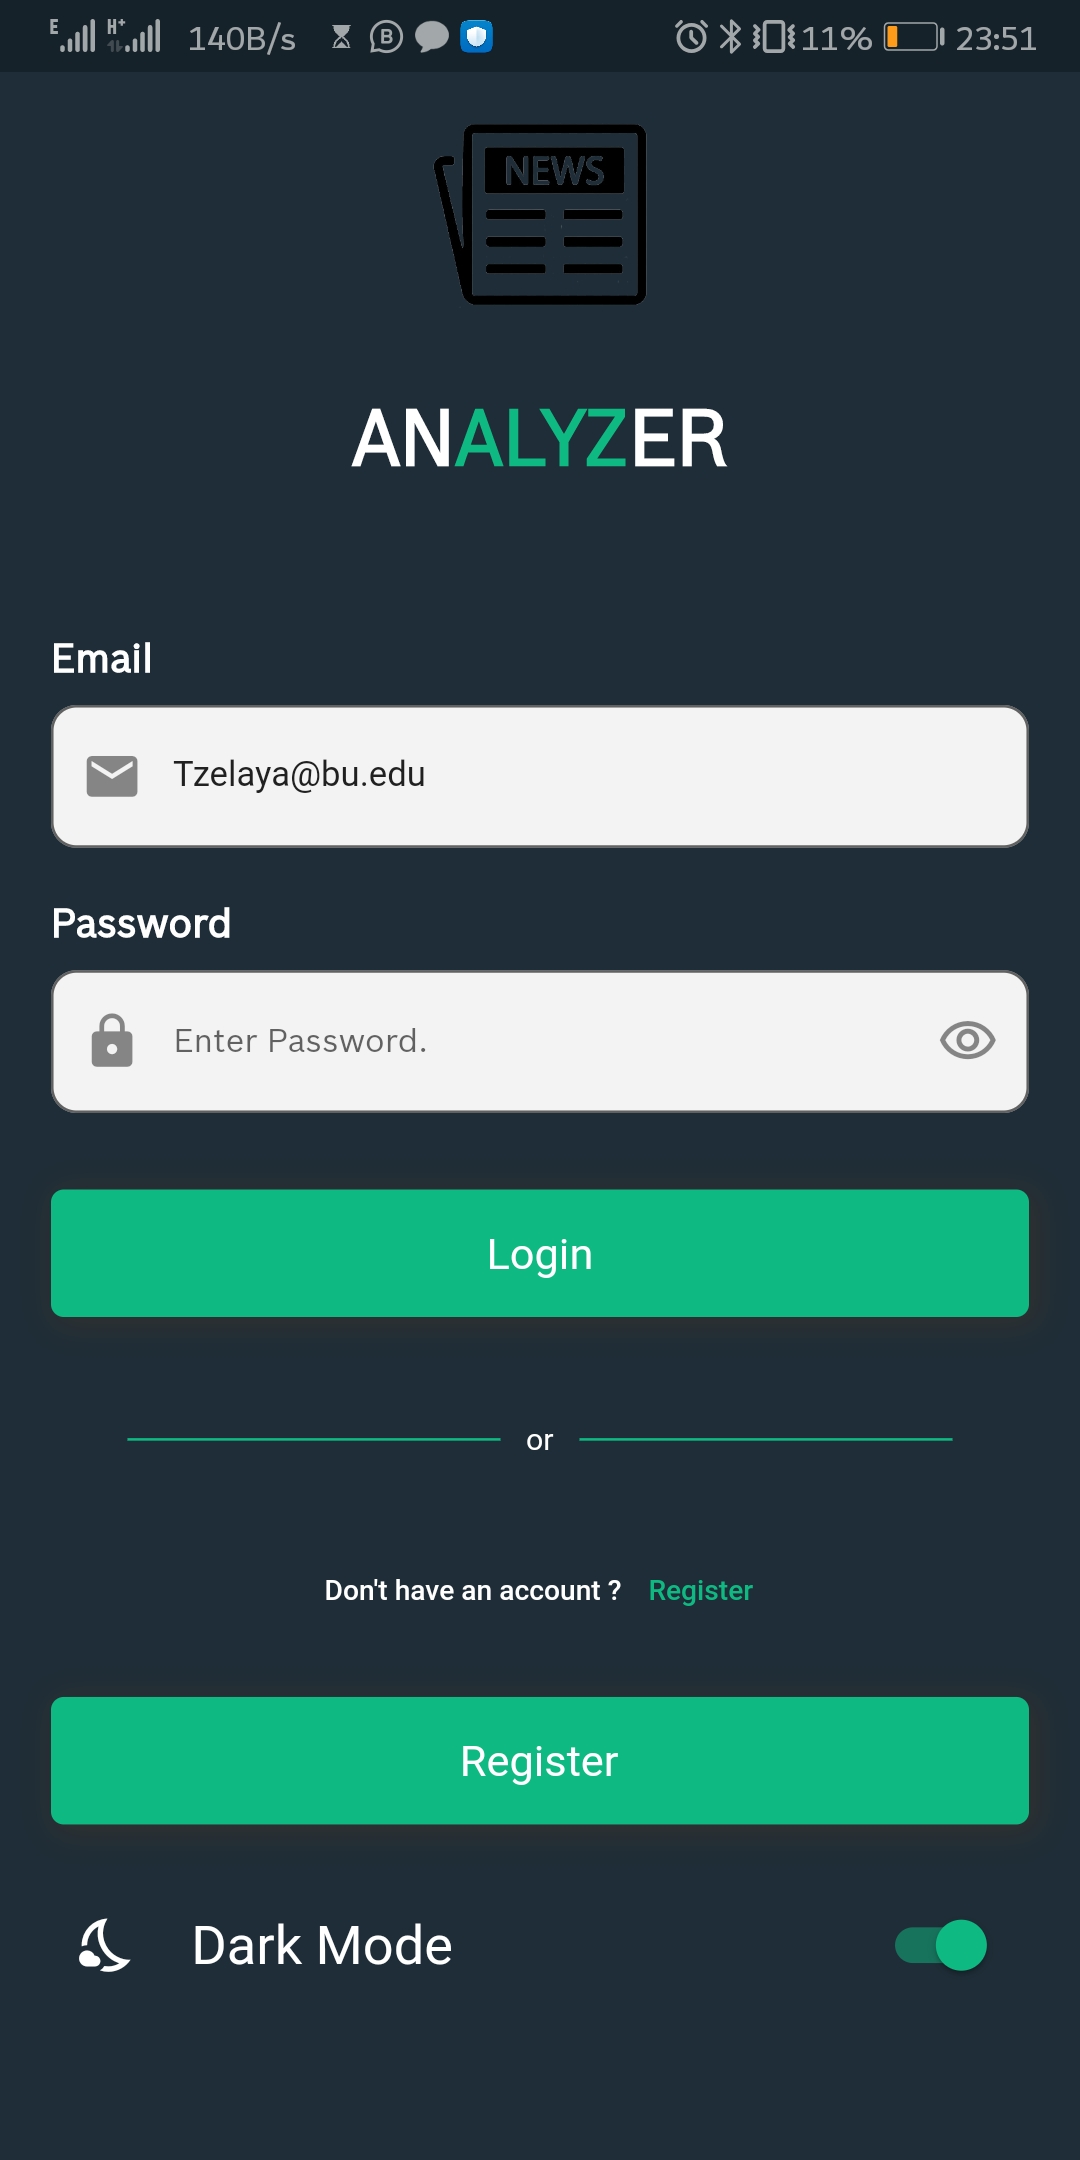 E H+ 140B/s B 11% 23:51
NEWS
ANALYZER
Email
Tzelaya@bu.edu
Password
Enter Password.
Login
or
Don't have an account ? Register
Register
Dark Mode